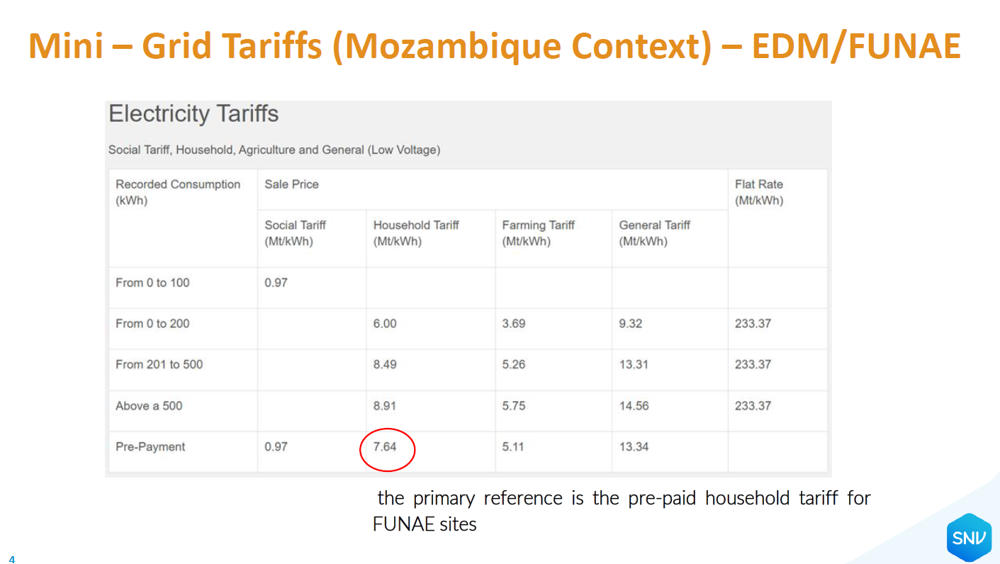 Mini – Grid Tariffs (Mozambique Context) – EDM/FUNAE
Electricity Tariffs
Social Tariff, Household, Agriculture and General (Low Voltage)
Recorded Consumption (kWh)
Sale Price
Flat Rate (Mt/kWh)
Social Tariff (Mt/kWh)
Household Tariff (Mt/kWh)
Farming Tariff (Mt/kWh)
General Tariff (Mt/kWh)
From 0 to 100 0.97
From 0 to 200 6.00 3.69 9.32 233.37
From 201 to 500 8.49 5.26 13.31 233.37
Above a 500 8.91 5.75 14.56 233.37
Pre-Payment 0.97 7.64 5.11 13.34
the primary reference is the pre-paid household tariff for
FUNAE sites
SNV
4